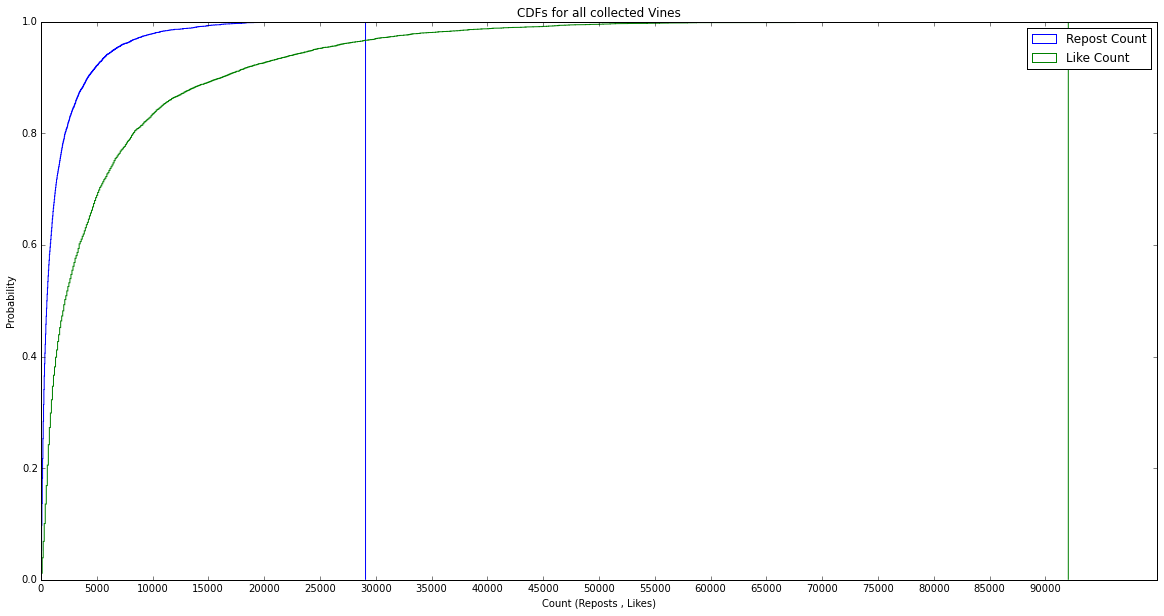 CDFs for all collected Vines
Repost Count
Like Count
Probability
1.0
0.8
0.6
0.4
0.2
0.0
0 5000 10000 15000 20000 25000 30000 35000 40000 45000 50000 55000 60000 65000 70000 75000 80000 85000 90000
Count (Reposts , Likes)